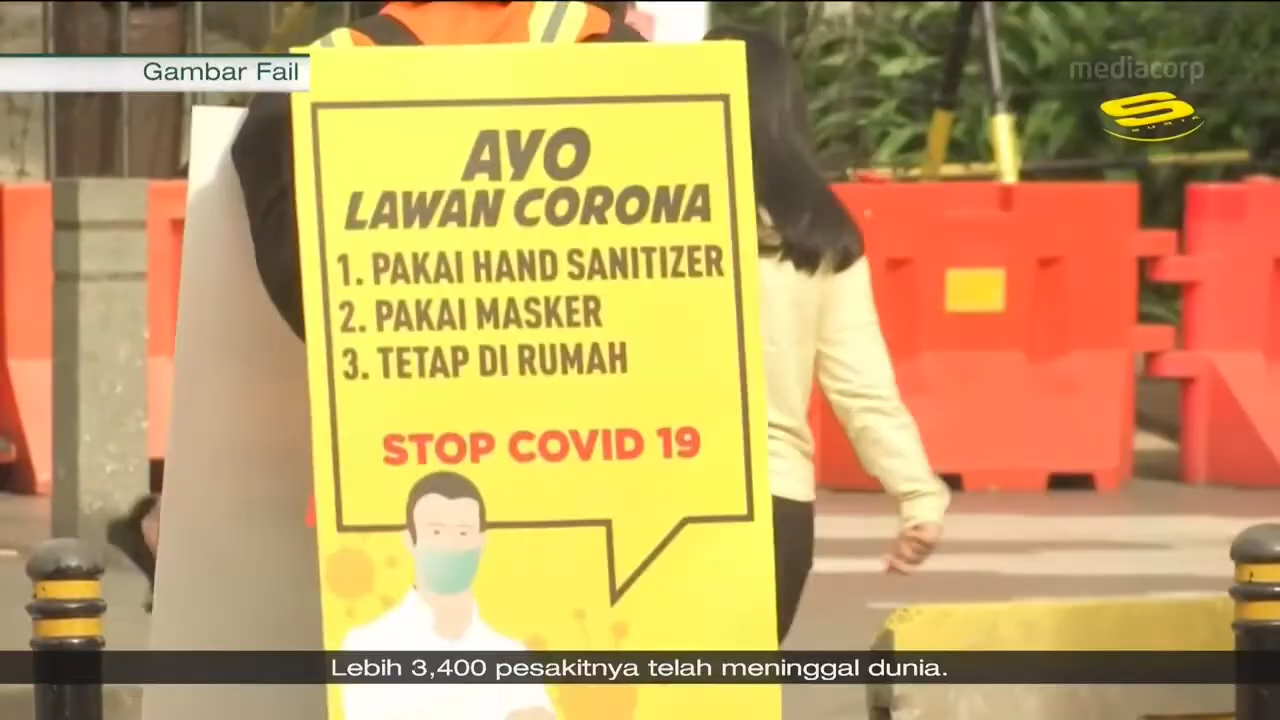 Gambar Fail
mediacorp
S
SURIA
AYO
LAWAN CORONA
1. PAKAI HAND SANITIZER
2. PAKAI MASKER
3. TETAP DI RUMAH
STOP COVID 19
Lebih 3,400 pesakitnya telah meninggal dunia.